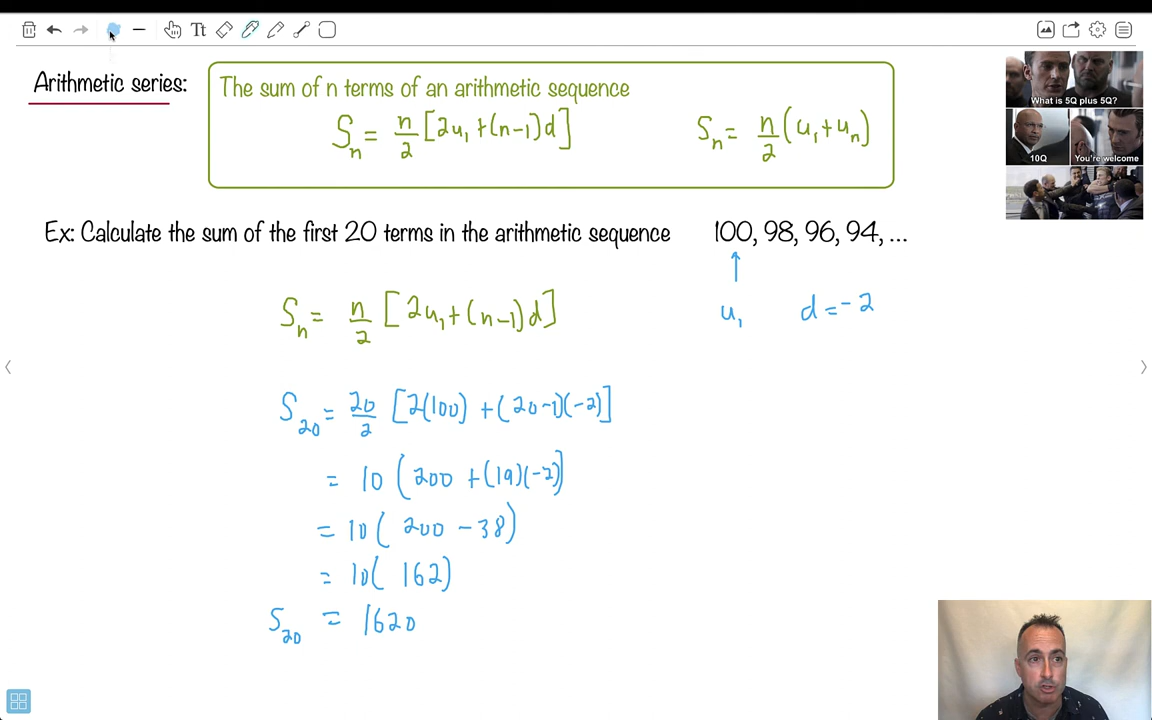 Tt
Arithmetic series:
The sum of n terms of an arithmetic sequence
Sn = n/2 [2u₁ + (n-1)d]
Sn = n/2 (u₁ + un)
What is 5Q plus 5Q?
10Q
You're welcome
Ex: Calculate the sum of the first 20 terms in the arithmetic sequence 100, 98, 96, 94, ...
u₁ d = -2
Sn = n/2 [2u₁ + (n-1)d]
S₂₀ = 20/2 [2(100) + (20-1)(-2)]
= 10 (200 + (19)(-2)]
= 10( 200 - 38)
= 10( 162)
S₂₀ = 1620